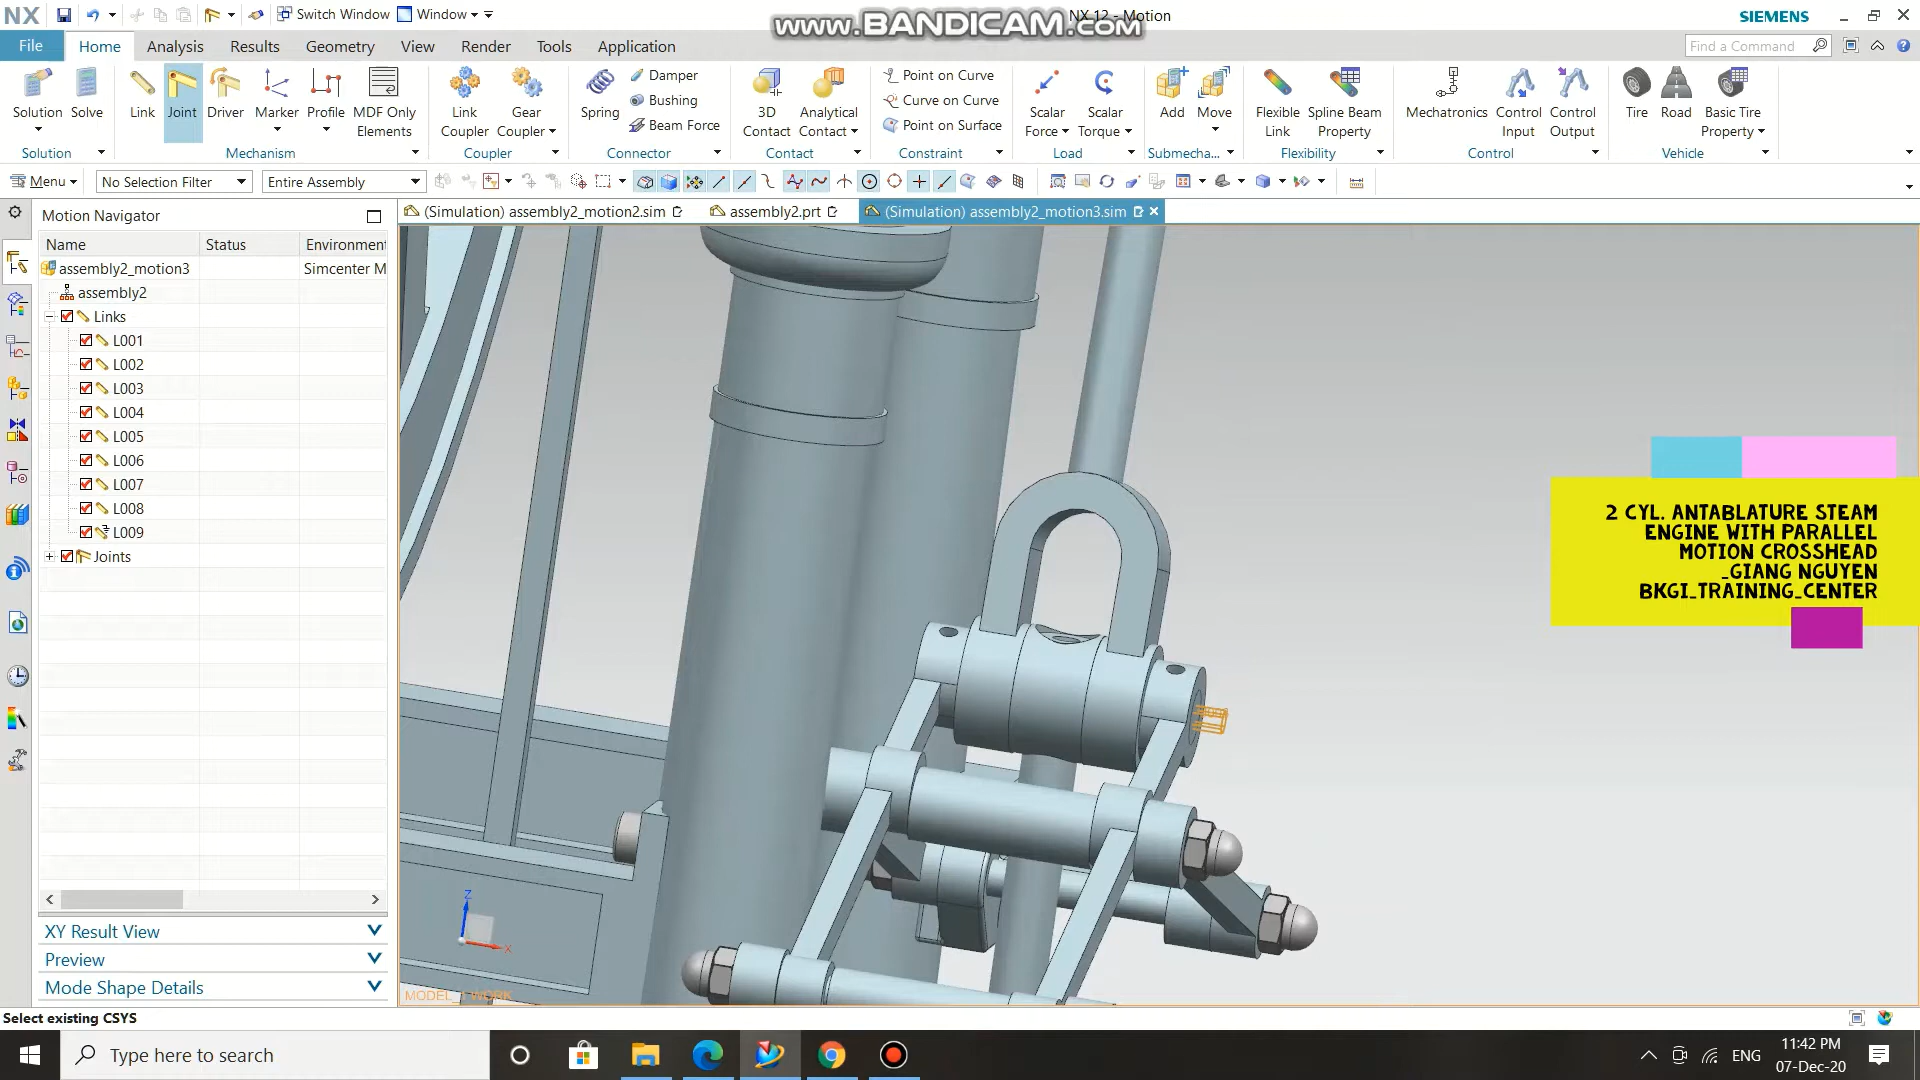 NX
Switch Window
Window
www.BANDICAM.com
NX 12 - Motion
SIEMENS
File
Home
Analysis
Results
Geometry
View
Render
Tools
Application
Find a Command
Solution
Solve
Link
Joint
Driver
Marker
Profile
MDF Only Elements
Link Coupler
Gear Coupler
Spring
Damper
Bushing
Beam Force
3D Contact
Analytical Contact
Point on Curve
Curve on Curve
Point on Surface
Scalar Force
Scalar Torque
Add
Move
Flexible Link
Spline Beam Property
Mechatronics
Control Input
Control Output
Tire
Road
Basic Tire Property
Solution
Mechanism
Coupler
Connector
Contact
Constraint
Load
Submecha...
Flexibility
Control
Vehicle
Menu
No Selection Filter
Entire Assembly
Motion Navigator
(Simulation) assembly2_motion2.sim
assembly2.prt
(Simulation) assembly2_motion3.sim
Name
Status
Environment
assembly2_motion3
Simcenter M
assembly2
Links
L001
L002
L003
L004
L005
L006
L007
L008
L009
Joints
2 CYL. ANTABLATURE STEAM
ENGINE WITH PARALLEL
MOTION CROSSHEAD
_GIANG NGUYEN
BKGI_TRAINING_CENTER
Z
X
XY Result View
Preview
Mode Shape Details
Select existing CSYS
Type here to search
ENG
11:42 PM
07-Dec-20